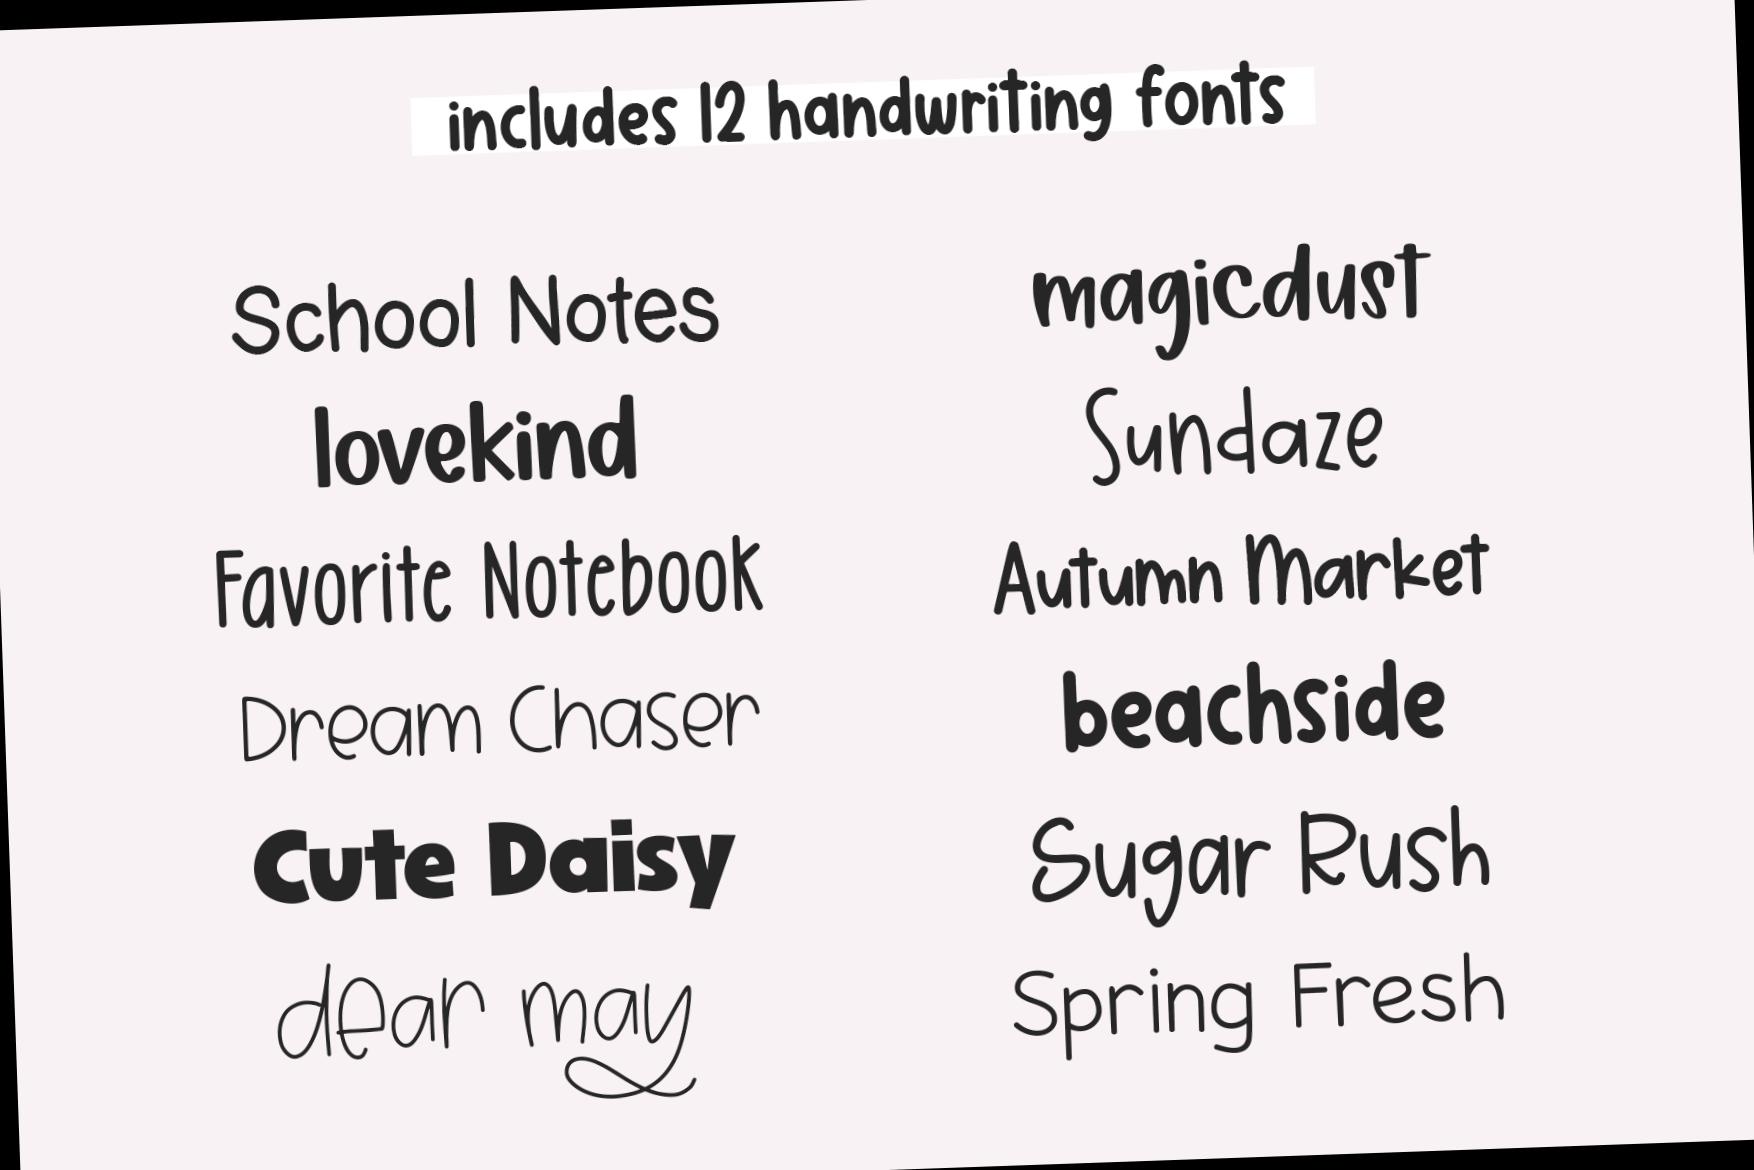 includes 12 handwriting fonts
School Notes
lovekind
Favorite Notebook
Dream Chaser
Cute Daisy
dear may
magicdust
Sundaze
Autumn Market
beachside
Sugar Rush
Spring Fresh